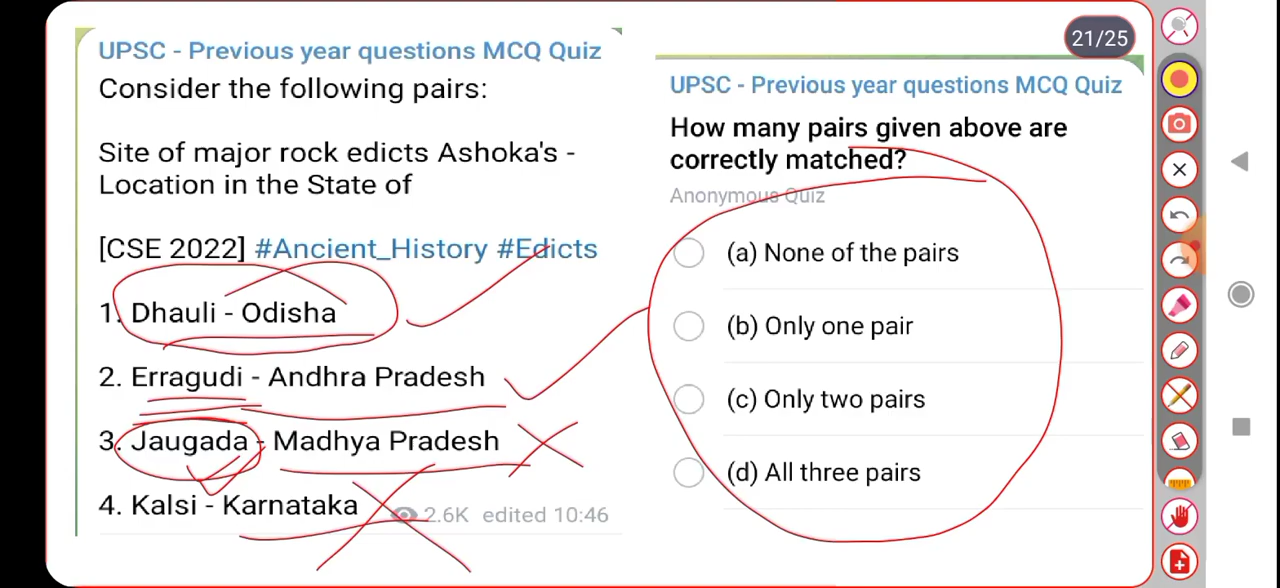 21/25
UPSC - Previous year questions MCQ Quiz
Consider the following pairs:
Site of major rock edicts Ashoka's -
Location in the State of
[CSE 2022] #Ancient_History #Edicts
1. Dhauli - Odisha
2. Erragudi - Andhra Pradesh
3. Jaugada - Madhya Pradesh
4. Kalsi - Karnataka
2.6K edited 10:46
UPSC - Previous year questions MCQ Quiz
How many pairs given above are
correctly matched?
Anonymous Quiz
(a) None of the pairs
(b) Only one pair
(c) Only two pairs
(d) All three pairs